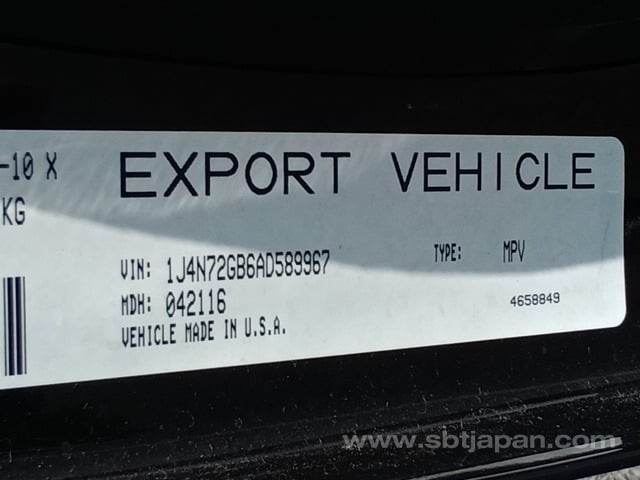 -10 X
KG
EXPORT VEHICLE
VIN: 1J4N72GB6AD589967
TYPE: MPV
MDH: 042116
4658849
VEHICLE MADE IN U.S.A.
www.sbtjapan.com